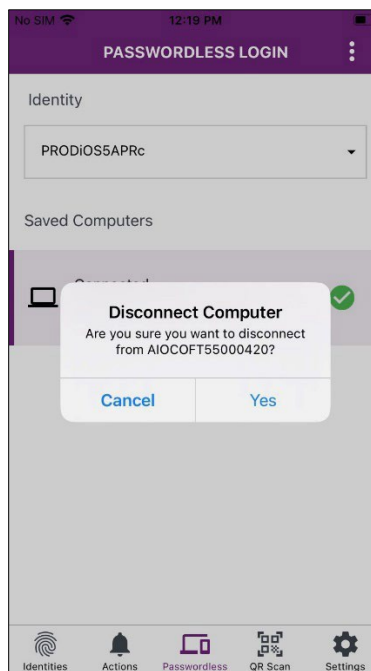 No SIM 12:19 PM
PASSWORDLESS LOGIN
Identity
PRODiOS5APRc
Saved Computers
Connected
Disconnect Computer
Are you sure you want to disconnect
from AIOCOFT55000420?
Cancel Yes
Identities Actions Passwordless QR Scan Settings